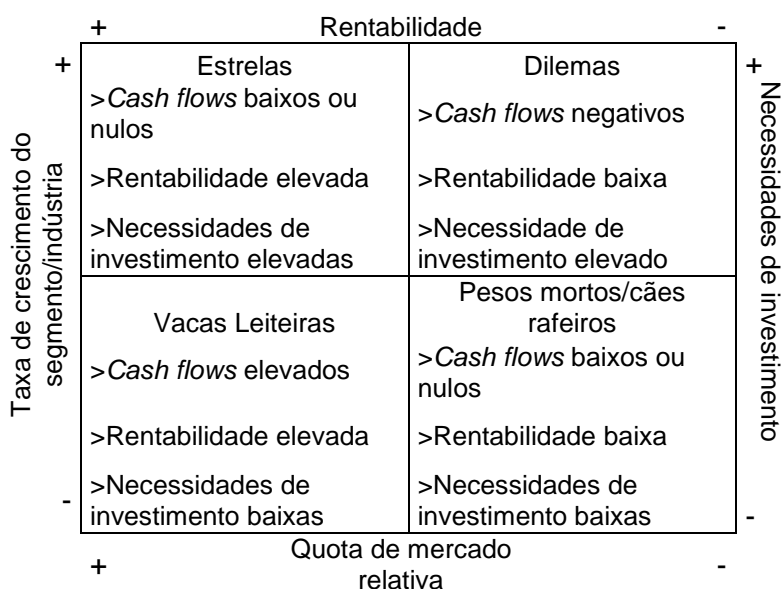 + Rentabilidade -
+
Estrelas
>Cash flows baixos ou
nulos
>Rentabilidade elevada
>Necessidades de
investimento elevadas
Dilemas
>Cash flows negativos
>Rentabilidade baixa
>Necessidade de
investimento elevado
+
Taxa de crescimento do
segmento/indústria
Necessidades de investimento
Vacas Leiteiras
>Cash flows elevados
>Rentabilidade elevada
>Necessidades de
investimento baixas
Pesos mortos/cães
rafeiros
>Cash flows baixos ou
nulos
>Rentabilidade baixa
>Necessidades de
investimento baixas
-
-
+ Quota de mercado -
relativa